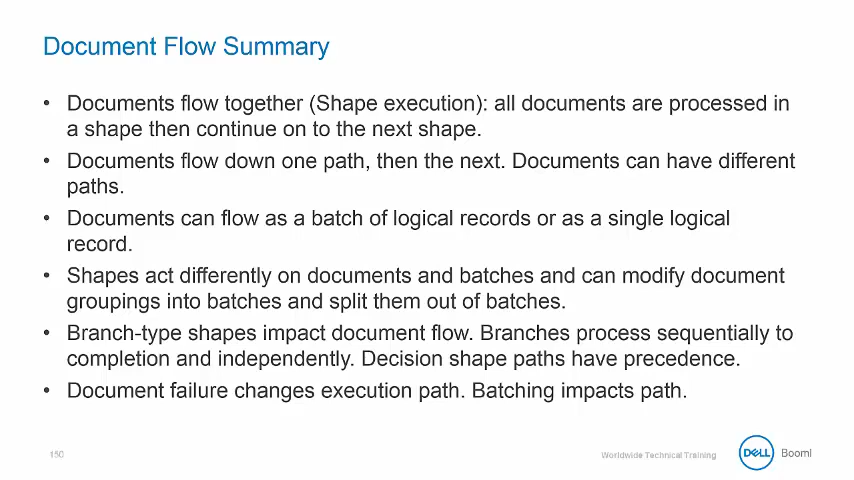 Document Flow Summary
• Documents flow together (Shape execution): all documents are processed in
a shape then continue on to the next shape.
• Documents flow down one path, then the next. Documents can have different
paths.
• Documents can flow as a batch of logical records or as a single logical
record.
• Shapes act differently on documents and batches and can modify document
groupings into batches and split them out of batches.
• Branch-type shapes impact document flow. Branches process sequentially to
completion and independently. Decision shape paths have precedence.
• Document failure changes execution path. Batching impacts path.
150
Worldwide Technical Training
DELL
Boomi